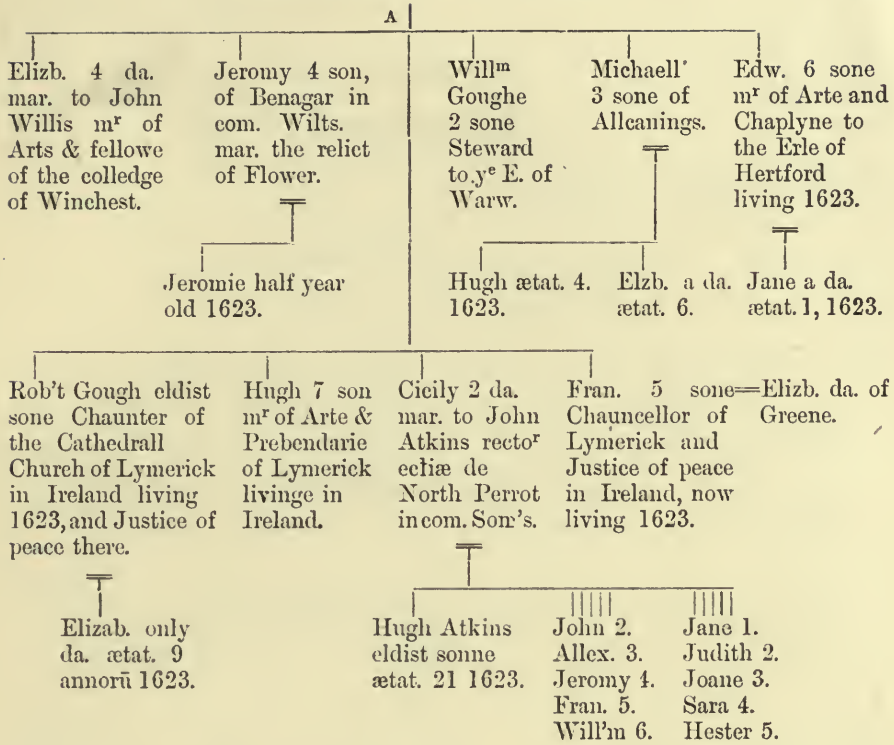 A
Elizb. 4 da.
mar. to John
Willis mʳ of
Arts & fellowe
of the colledge
of Winchest.
Jeromy 4 son,
of Benagar in
com. Wilts.
mar. the relict
of Flower.
Willᵐ
Goughe
2 sone
Steward
to yᵉ E. of
Warw.
Michaell
3 sone of
Allcanings.
Edw. 6 sone
mʳ of Arte and
Chaplyne to
the Erle of
Hertford
living 1623.
Jeromie half year
old 1623.
Hugh ætat. 4.
1623.
Elzb. a da.
ætat. 6.
Jane a da.
ætat. 1, 1623.
Rob't Gough eldist
sone Chaunter of
the Cathedrall
Church of Lymerick
in Ireland living
1623, and Justice of
peace there.
Hugh 7 son
mʳ of Arte &
Prebendarie
of Lymerick
livinge in
Ireland.
Cicily 2 da.
mar. to John
Atkins rectoʳ
ecłiæ de
North Perrot
in com. Som's.
Fran. 5 sone=
Chauncellor of
Lymerick and
Justice of peace
in Ireland, now
living 1623.
Elizb. da. of
Greene.
Elizab. only
da. ætat. 9
annorū 1623.
Hugh Atkins
eldist sonne
ætat. 21 1623.
John 2.
Allex. 3.
Jeromy 4.
Fran. 5.
Will'm 6.
Jane 1.
Judith 2.
Joane 3.
Sara 4.
Hester 5.